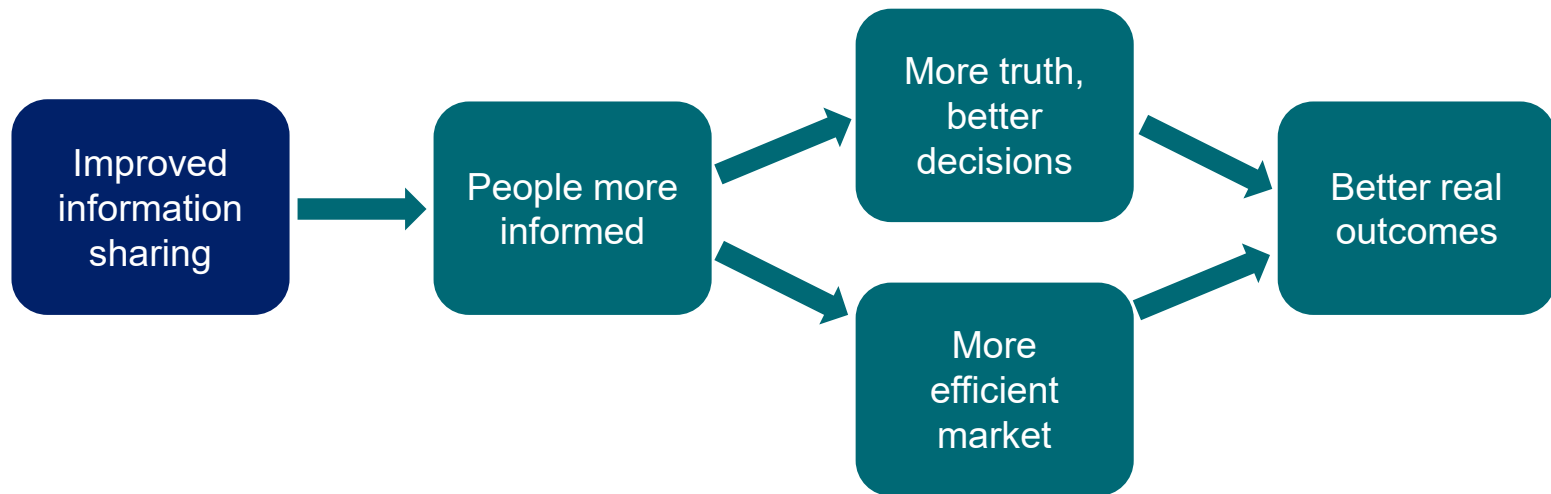 Improved
information
sharing
People more
informed
More truth,
better
decisions
More
efficient
market
Better real
outcomes